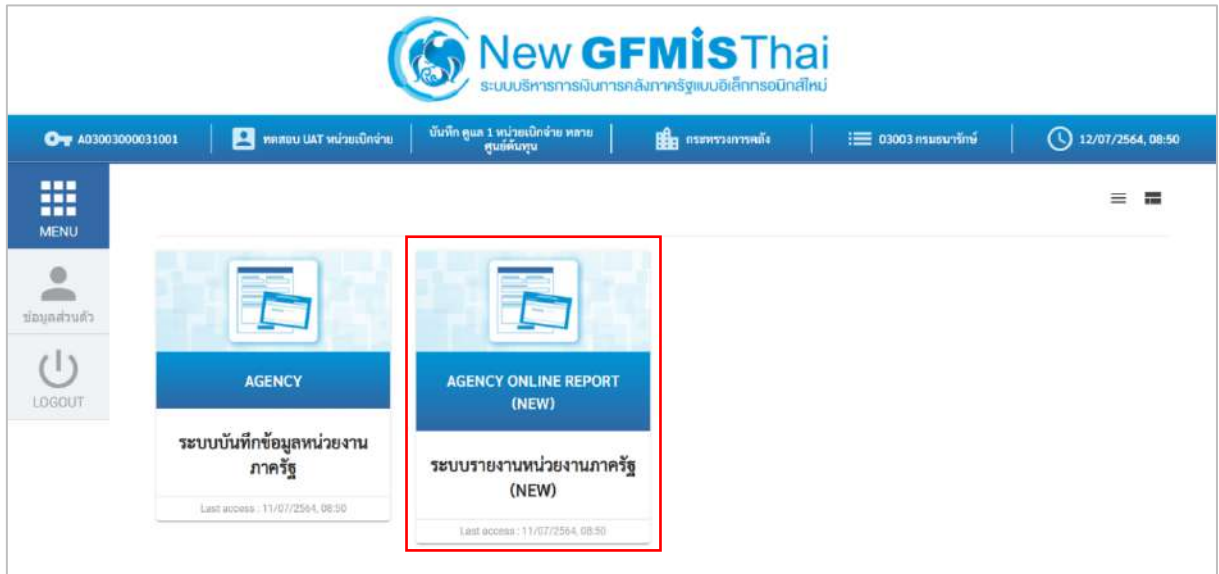 New GFMIS Thai
ระบบบริหารการเงินการคลังภาครัฐแบบอิเล็กทรอนิกส์ใหม่
A03003000031001
ทดสอบ UAT หน่วยเบิกจ่าย
บันทึก ดูแล 1 หน่วยเบิกจ่าย หลาย
ศูนย์ต้นทุน
กระทรวงการคลัง
03003 กรมธนารักษ์
12/07/2564, 08:50
MENU
ข้อมูลส่วนตัว
LOGOUT
AGENCY
ระบบบันทึกข้อมูลหน่วยงาน
ภาครัฐ
Last access : 11/07/2564, 08:50
AGENCY ONLINE REPORT
(NEW)
ระบบรายงานหน่วยงานภาครัฐ
(NEW)
Last access : 11/07/2564, 08:50